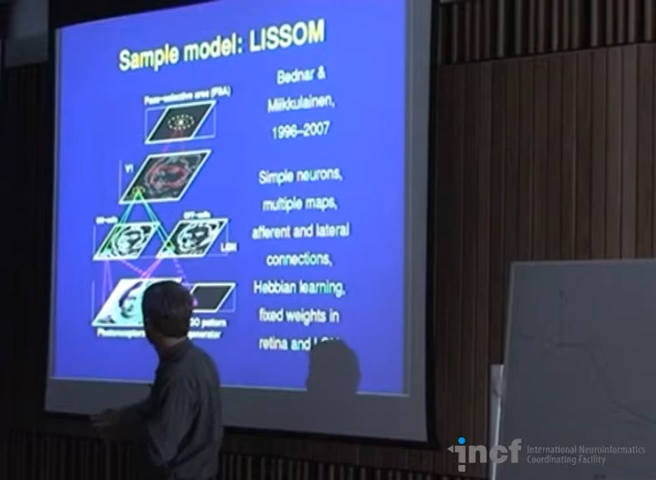 Sample model: LISSOM
Bednar &
Miikkulainen,
1996–2007
Simple neurons,
multiple maps,
afferent and lateral
connections,
Hebbian learning,
fixed weights in
retina and
Face-selective area (FSA)
V1
ON-cells
OFF-cells
LGN
Photoreceptors
PGO pattern
generator
incf
International Neuroinformatics
Coordinating Facility